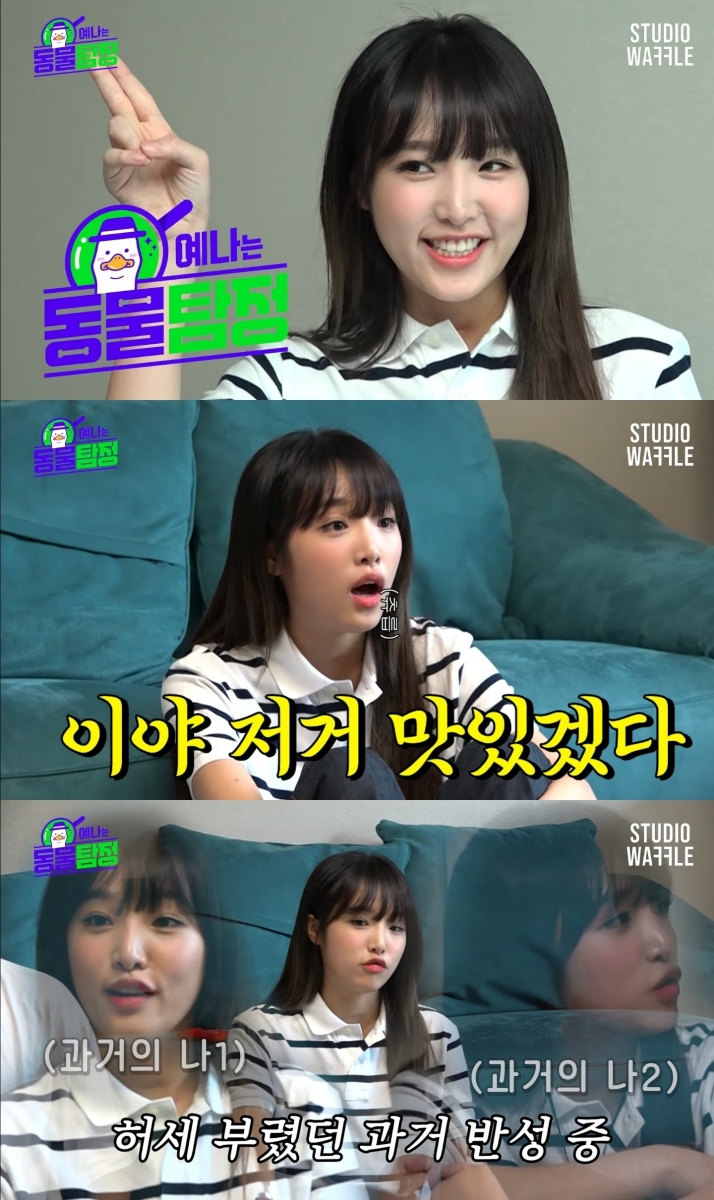 예나는
동물탐정
STUDIO
WAFFLE
예나는
동물탐정
예나는
동물탐정
STUDIO
WAFFLE
(츄릅)
이야 저거 맛있겠다
예나는
동물탐정
STUDIO
WAFFLE
(과거의 나1)
(과거의 나2)
허세 부렸던 과거 반성 중